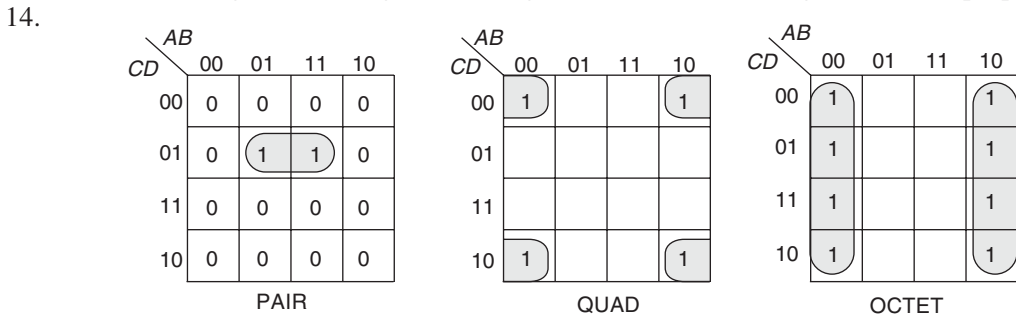 14.
AB AB AB
CD 00 01 11 10 CD 00 01 11 10 CD 00 01 11 10
00 0 0 0 0 00 1 1 00 1 1
01 0 1 1 0 01 01 1 1
11 0 0 0 0 11 11 1 1
10 0 0 0 0 10 1 1 10 1 1
PAIR QUAD OCTET